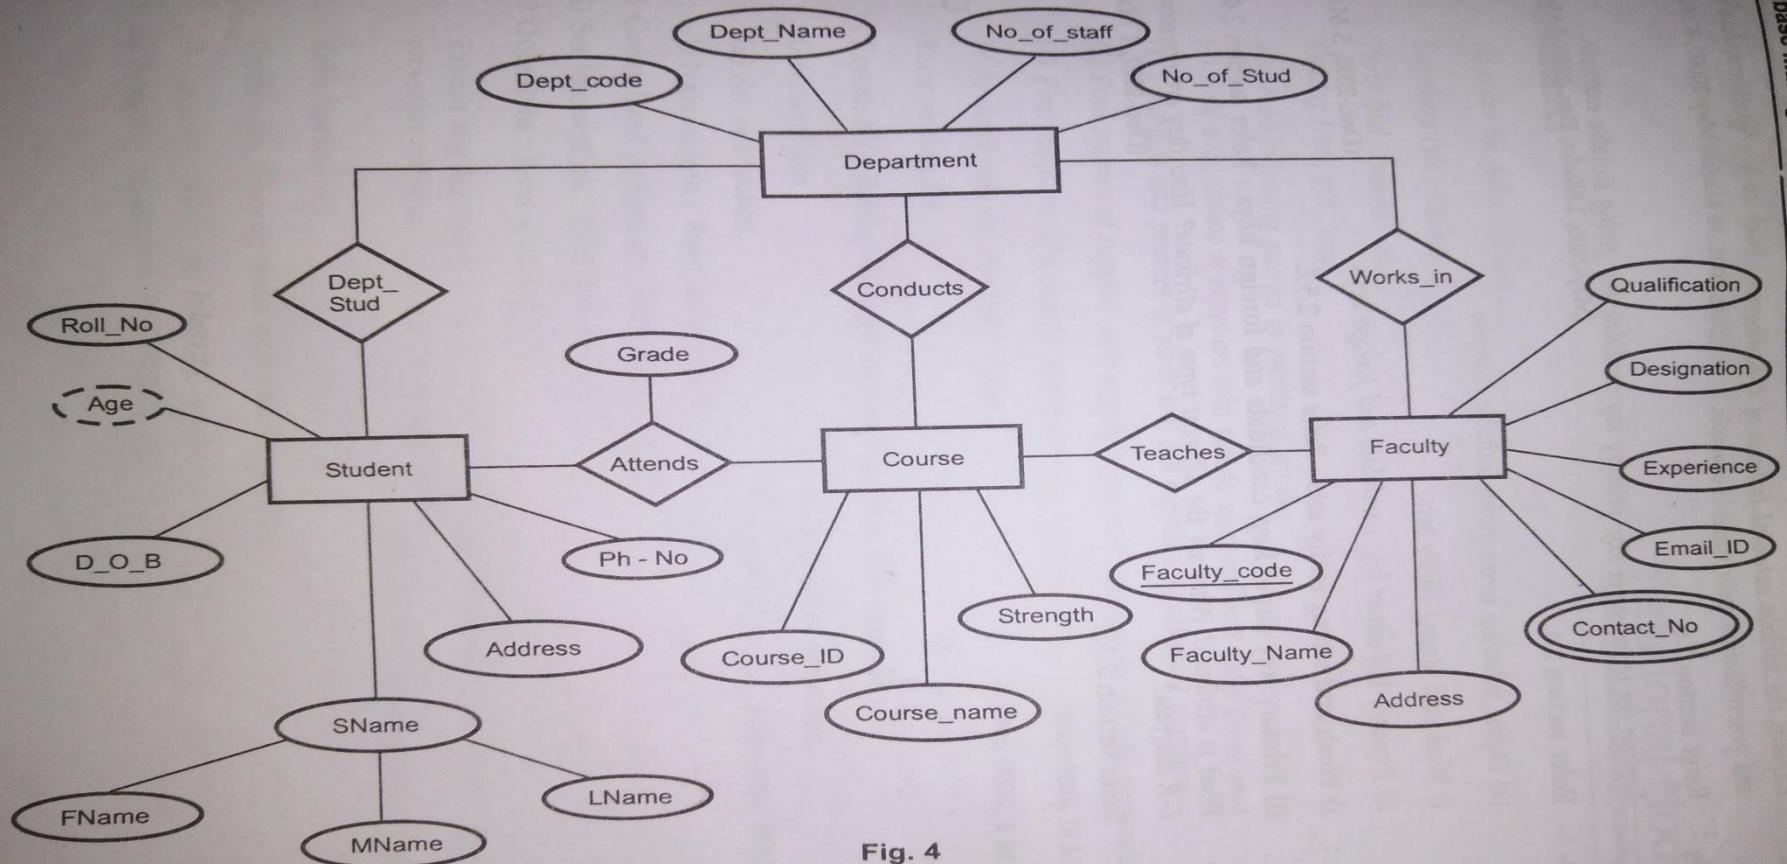 Dept_Name
No_of_staff
Dept_code
No_of_Stud
Department
Dept_
Stud
Conducts
Works_in
Qualification
Roll_No
Grade
Designation
Age
Student
Attends
Course
Teaches
Faculty
Experience
D_O_B
Ph - No
Email_ID
Faculty_code
Strength
Contact_No
Address
Course_ID
Faculty_Name
Address
SName
Course_name
LName
FName
MName
Fig. 4